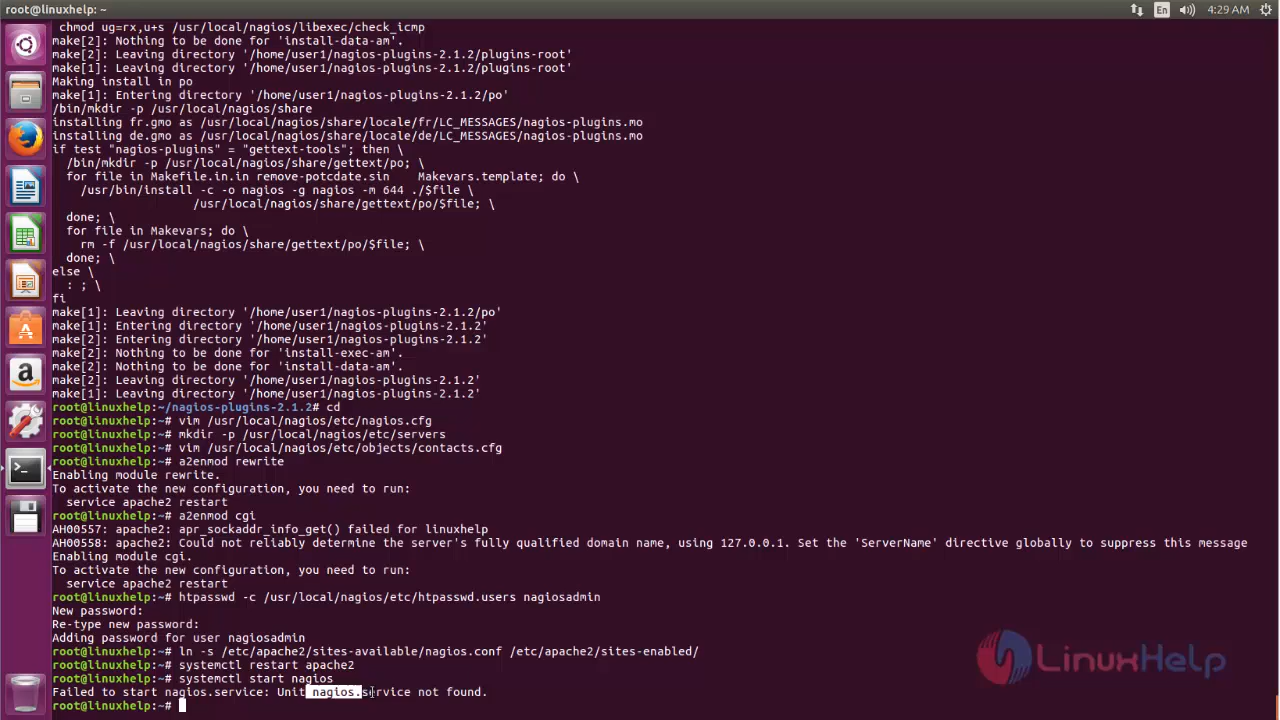 root@linuxhelp: ~
En
4:29 AM
chmod ug=rx,u+s /usr/local/nagios/libexec/check_icmp
make[2]: Nothing to be done for 'install-data-am'.
make[2]: Leaving directory '/home/user1/nagios-plugins-2.1.2/plugins-root'
make[1]: Leaving directory '/home/user1/nagios-plugins-2.1.2/plugins-root'
Making install in po
make[1]: Entering directory '/home/user1/nagios-plugins-2.1.2/po'
/bin/mkdir -p /usr/local/nagios/share
installing fr.gmo as /usr/local/nagios/share/locale/fr/LC_MESSAGES/nagios-plugins.mo
installing de.gmo as /usr/local/nagios/share/locale/de/LC_MESSAGES/nagios-plugins.mo
if test "nagios-plugins" = "gettext-tools"; then \
/bin/mkdir -p /usr/local/nagios/share/gettext/po; \
for file in Makefile.in.in remove-potcdate.sin    Makevars.template; do \
/usr/bin/install -c -o nagios -g nagios -m 644 ./$file \
/usr/local/nagios/share/gettext/po/$file; \
done; \
for file in Makevars; do \
rm -f /usr/local/nagios/share/gettext/po/$file; \
done; \
else \
: ; \
fi
make[1]: Leaving directory '/home/user1/nagios-plugins-2.1.2/po'
make[1]: Entering directory '/home/user1/nagios-plugins-2.1.2'
make[2]: Entering directory '/home/user1/nagios-plugins-2.1.2'
make[2]: Nothing to be done for 'install-exec-am'.
make[2]: Nothing to be done for 'install-data-am'.
make[2]: Leaving directory '/home/user1/nagios-plugins-2.1.2'
make[1]: Leaving directory '/home/user1/nagios-plugins-2.1.2'
root@linuxhelp:~/nagios-plugins-2.1.2# cd
root@linuxhelp:~# vim /usr/local/nagios/etc/nagios.cfg
root@linuxhelp:~# mkdir -p /usr/local/nagios/etc/servers
root@linuxhelp:~# vim /usr/local/nagios/etc/objects/contacts.cfg
root@linuxhelp:~# a2enmod rewrite
Enabling module rewrite.
To activate the new configuration, you need to run:
service apache2 restart
root@linuxhelp:~# a2enmod cgi
AH00557: apache2: apr_sockaddr_info_get() failed for linuxhelp
AH00558: apache2: Could not reliably determine the server's fully qualified domain name, using 127.0.0.1. Set the 'ServerName' directive globally to suppress this message
Enabling module cgi.
To activate the new configuration, you need to run:
service apache2 restart
root@linuxhelp:~# htpasswd -c /usr/local/nagios/etc/htpasswd.users nagiosadmin
New password:
Re-type new password:
Adding password for user nagiosadmin
root@linuxhelp:~# ln -s /etc/apache2/sites-available/nagios.conf /etc/apache2/sites-enabled/
root@linuxhelp:~# systemctl restart apache2
root@linuxhelp:~# systemctl start nagios
Failed to start nagios.service: Unit nagios.service not found.
root@linuxhelp:~#
LinuxHelp